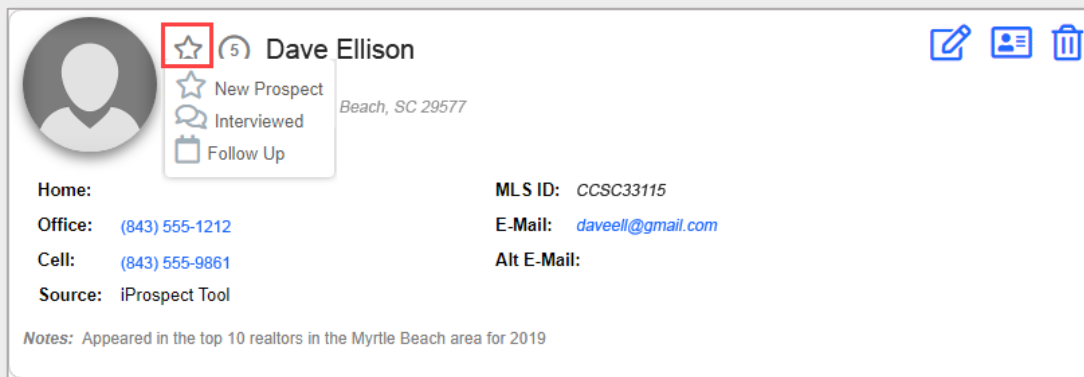 5 Dave Ellison
New Prospect
Beach, SC 29577
Interviewed
Follow Up
Home:
MLS ID: CCSC33115
Office: (843) 555-1212
E-Mail: daveell@gmail.com
Cell: (843) 555-9861
Alt E-Mail:
Source: iProspect Tool
Notes: Appeared in the top 10 realtors in the Myrtle Beach area for 2019